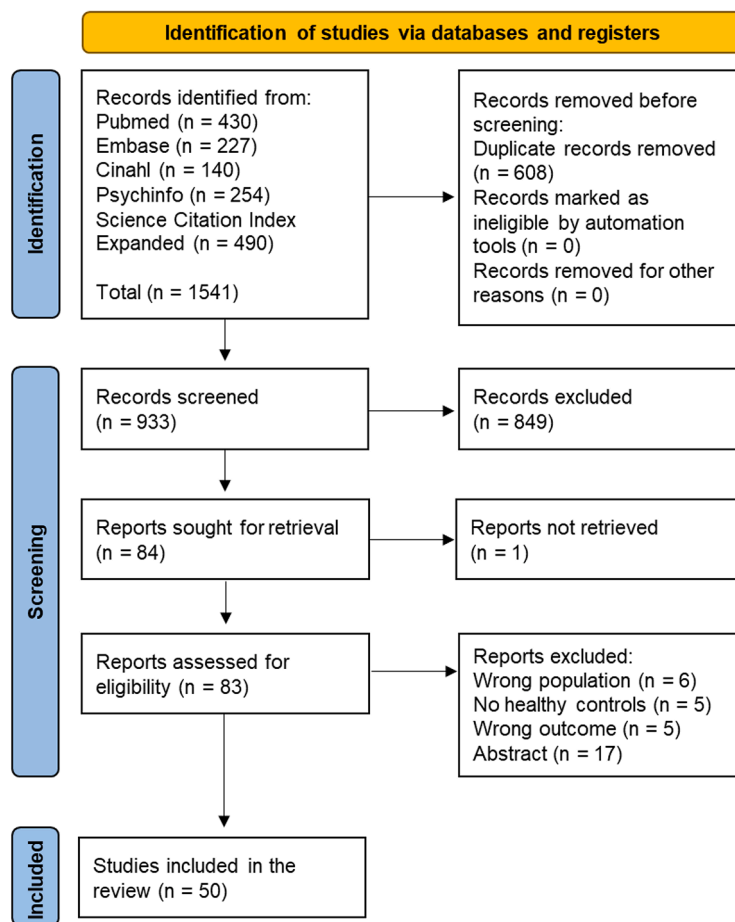 Identification of studies via databases and registers
Identification
Records identified from:
Pubmed (n = 430)
Embase (n = 227)
Cinahl (n = 140)
Psychinfo (n = 254)
Science Citation Index
Expanded (n = 490)
Total (n = 1541)
Records removed before
screening:
Duplicate records removed
(n = 608)
Records marked as
ineligible by automation
tools (n = 0)
Records removed for other
reasons (n = 0)
Screening
Records screened
(n = 933)
Records excluded
(n = 849)
Reports sought for retrieval
(n = 84)
Reports not retrieved
(n = 1)
Reports assessed for
eligibility (n = 83)
Reports excluded:
Wrong population (n = 6)
No healthy controls (n = 5)
Wrong outcome (n = 5)
Abstract (n = 17)
Included
Studies included in the
review (n = 50)